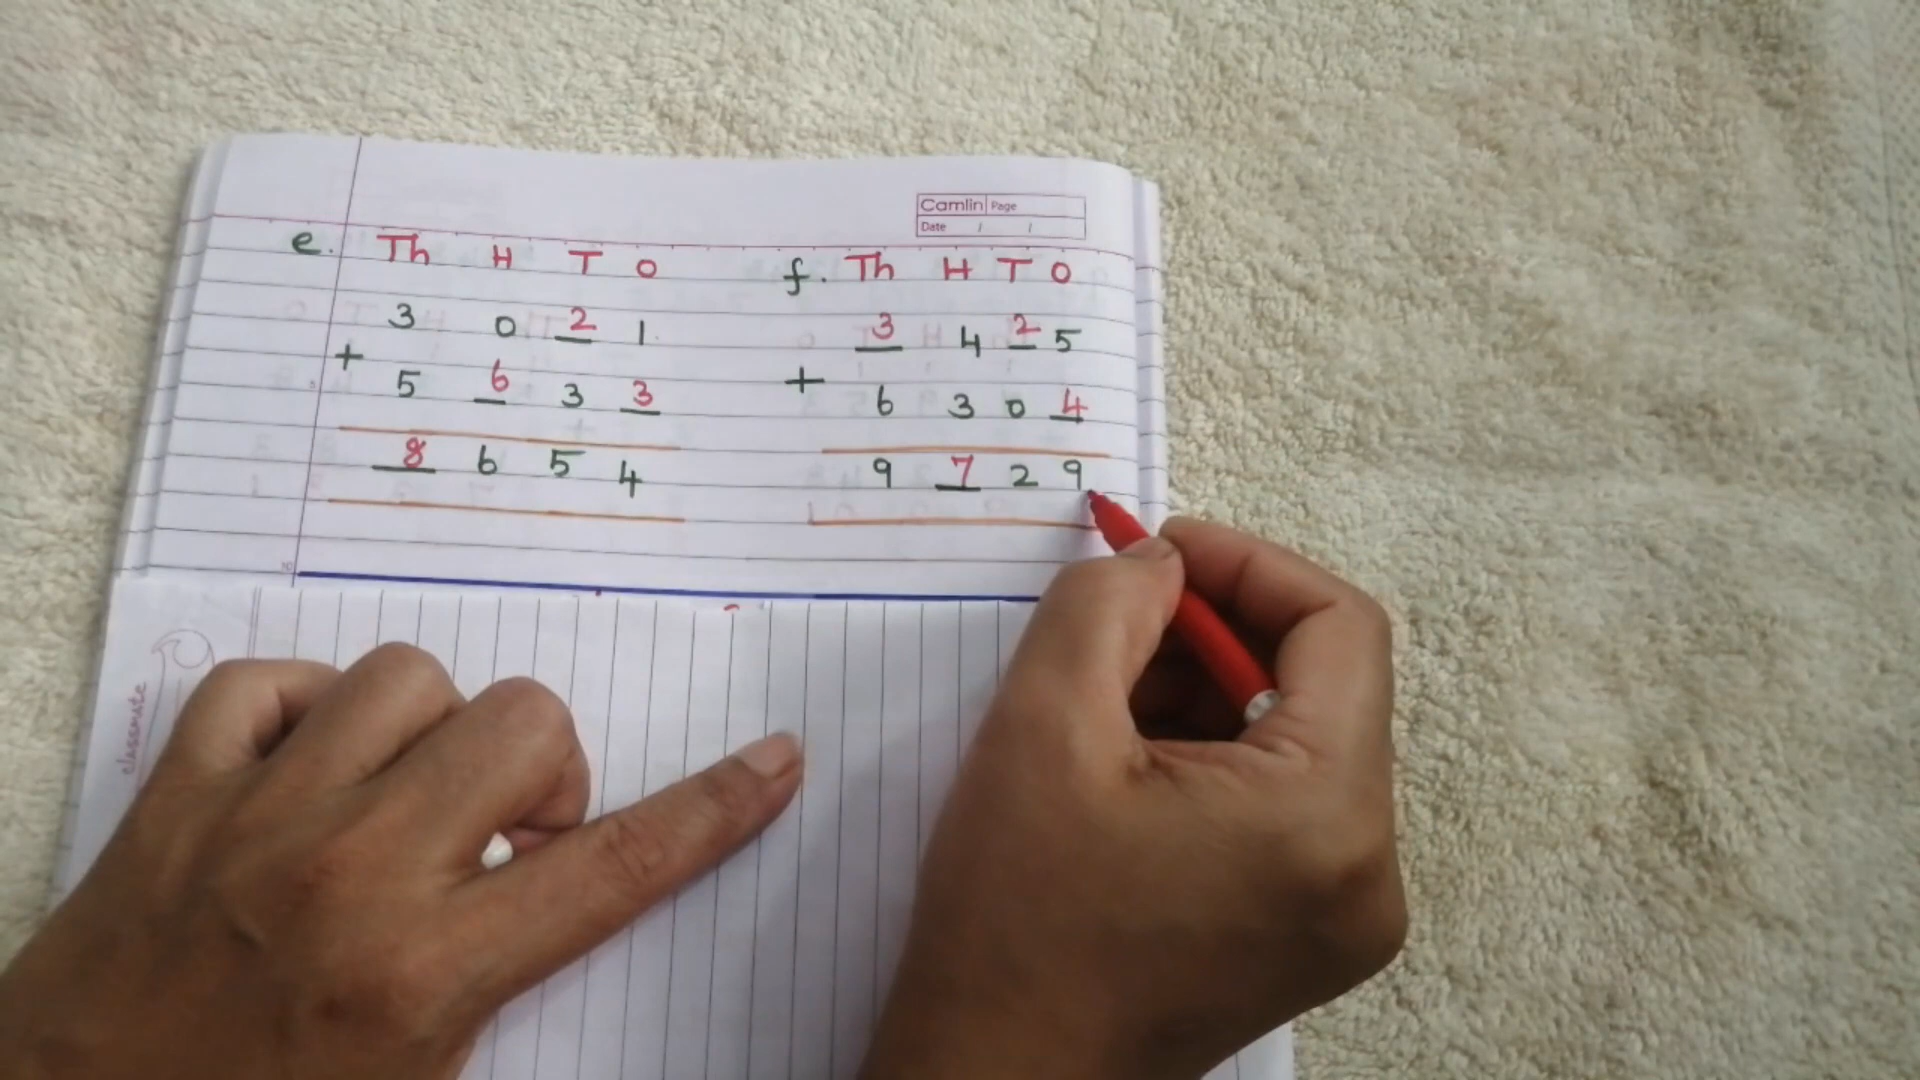 Camlin Page
Date / /
e. Th H T O
3 0 2 1
+
5 6 3 3
8 6 5 4
f. Th H T O
3 4 2 5
+
6 3 0 4
9 7 2 9
classmate